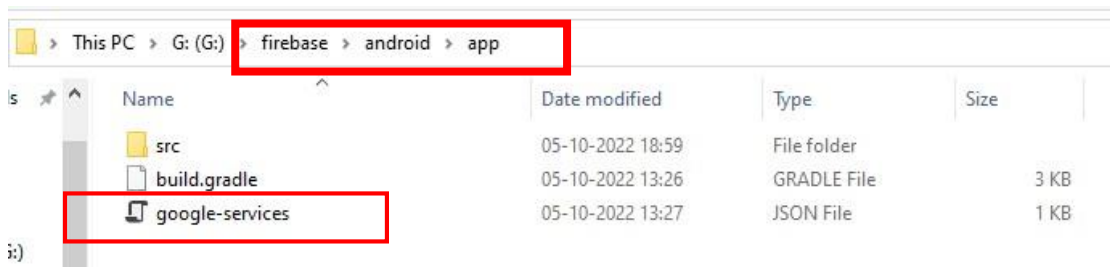 This PC > G: (G:) > firebase > android > app
ls Name Date modified Type Size
src 05-10-2022 18:59 File folder
build.gradle 05-10-2022 13:26 GRADLE File 3 KB
google-services 05-10-2022 13:27 JSON File 1 KB
G:)